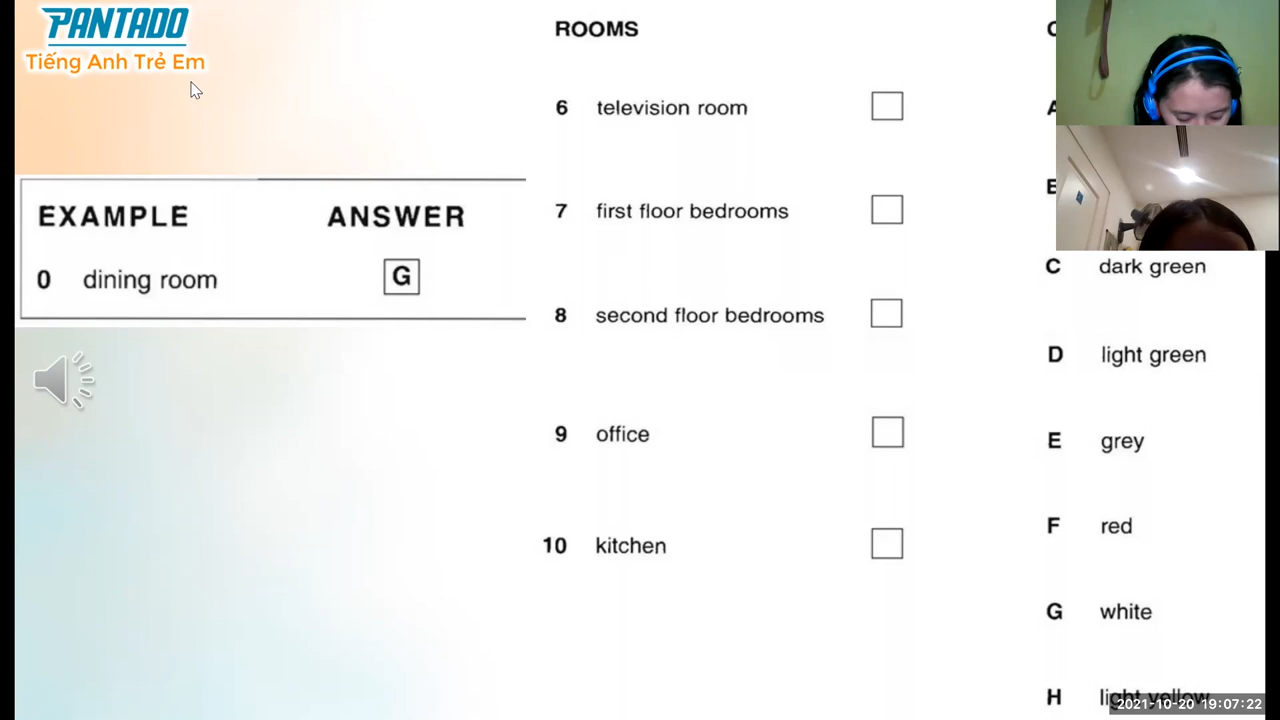 PANTADO
Tiếng Anh Trẻ Em
EXAMPLE ANSWER
0 dining room G
ROOMS
6 television room
7 first floor bedrooms
8 second floor bedrooms
9 office
10 kitchen
C dark green
D light green
E grey
F red
G white
H light yellow
2021-10-20 19:07:22